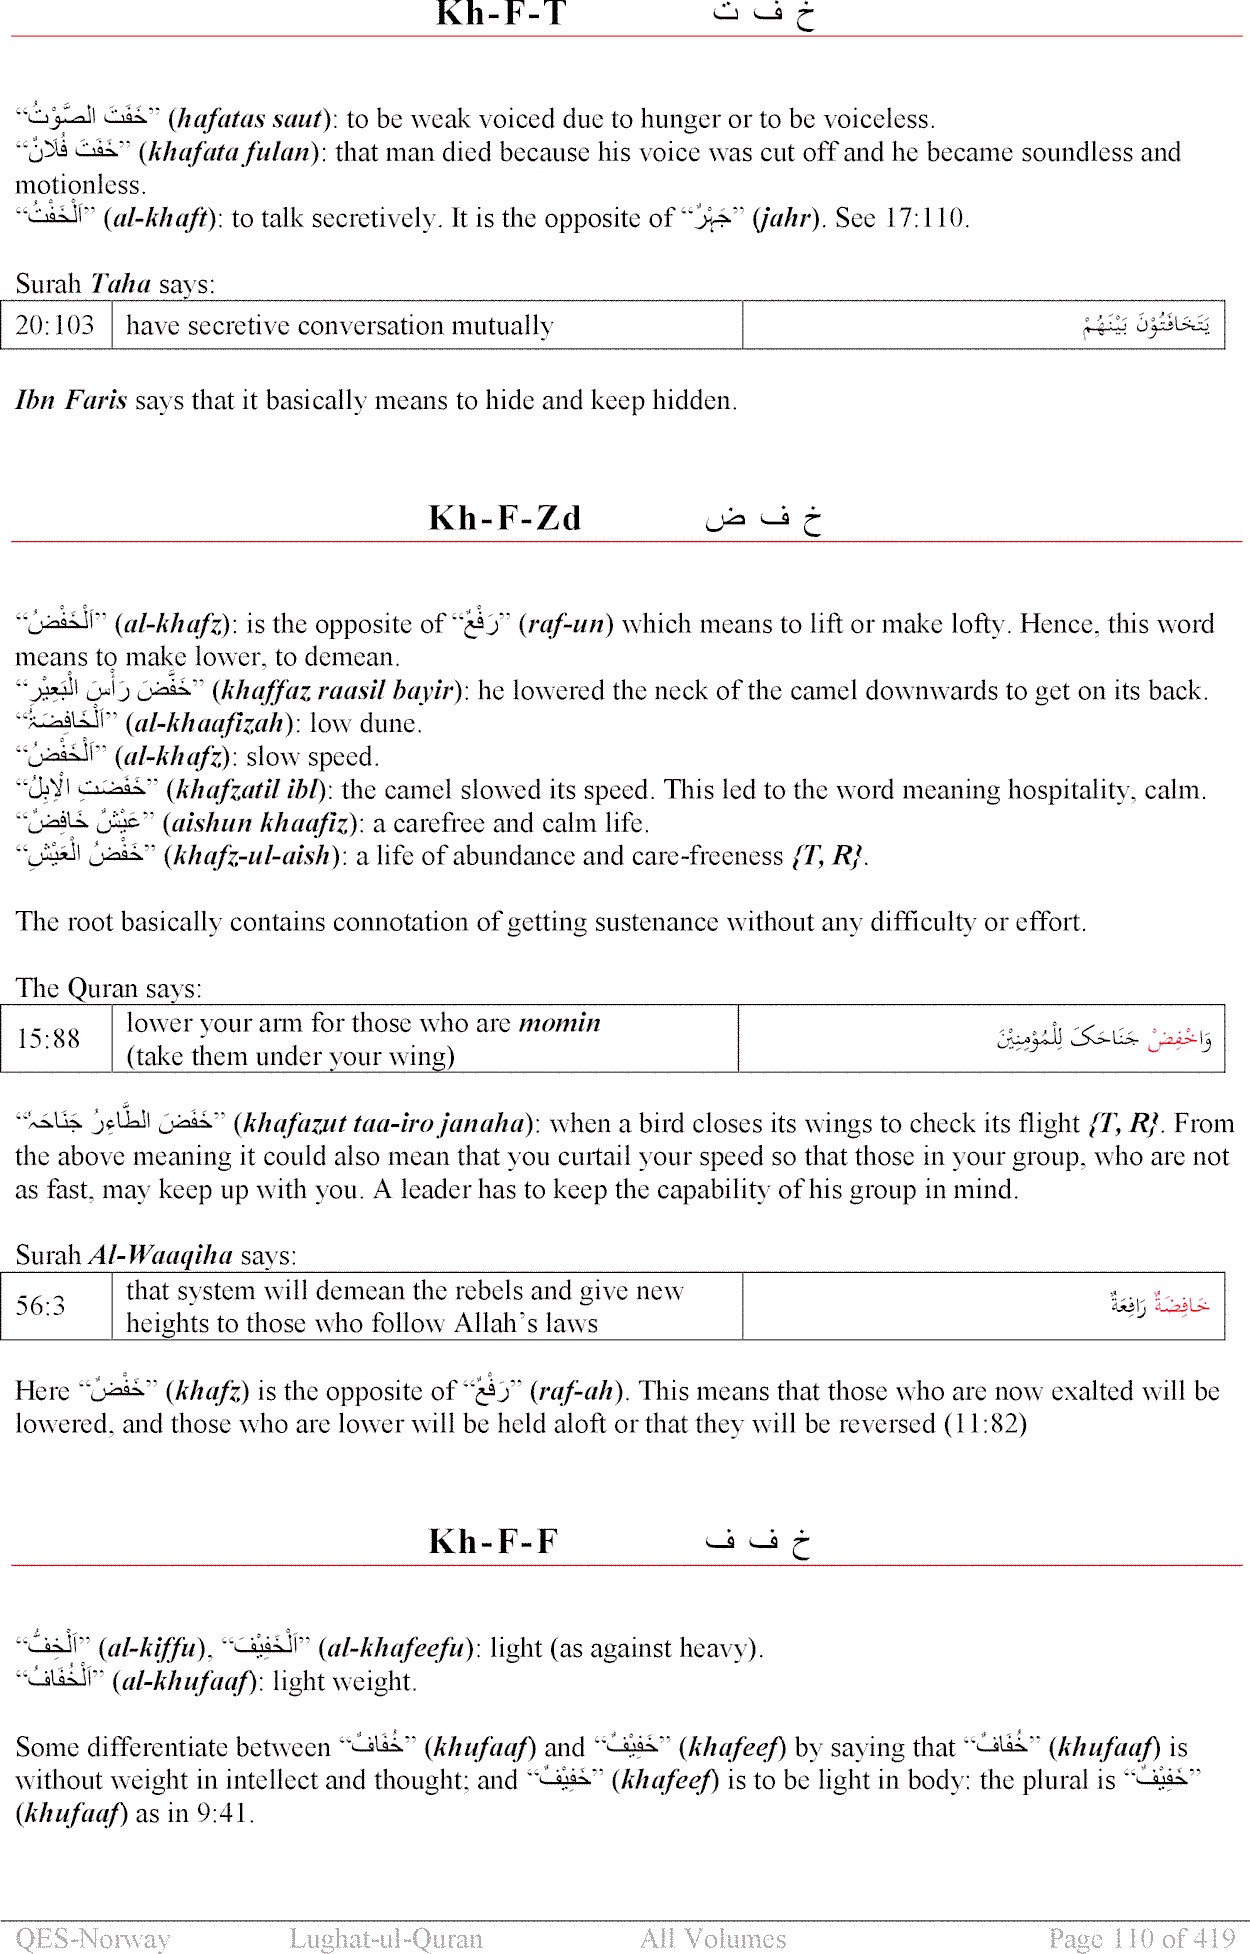 Kh-F-T خ ف ت
“خَفَتَ الصَّوْتُ” (hafatas saut): to be weak voiced due to hunger or to be voiceless.
“خَفَتَ فُلَانٌ” (khafata fulan): that man died because his voice was cut off and he became soundless and
motionless.
“اَلْخَفْتُ” (al-khaft): to talk secretively. It is the opposite of “جَہْرٌ” (jahr). See 17:110.
Surah Taha says:
20:103 have secretive conversation mutually يَتَخَافَتُوْنَ بَيْنَهُمْ
Ibn Faris says that it basically means to hide and keep hidden.
Kh-F-Zd خ ف ض
“اَلْخَفْضُ” (al-khafz): is the opposite of “رَفْعٌ” (raf-un) which means to lift or make lofty. Hence, this word
means to make lower, to demean.
“خَفَّضَ رَأْسَ الْبَعِيْرِ” (khaffaz raasil bayir): he lowered the neck of the camel downwards to get on its back.
“اَلْخَافِضَۃُ” (al-khaafizah): low dune.
“اَلْخَفْضُ” (al-khafz): slow speed.
“خَفَضَتِ الْاِبِلُ” (khafzatil ibl): the camel slowed its speed. This led to the word meaning hospitality, calm.
“عَيْشٌ خَافِضٌ” (aishun khaafiz): a carefree and calm life.
“خَفْضُ الْعَيْشِ” (khafz-ul-aish): a life of abundance and care-freeness {T, R}.
The root basically contains connotation of getting sustenance without any difficulty or effort.
The Quran says:
15:88 lower your arm for those who are momin وَاخْفِضْ جَنَاحَکَ لِلْمُؤْمِنِيْنَ
(take them under your wing)
“خَفَضَ الطَّاءِرُ جَنَاحَہٗ” (khafazut taa-iro janaha): when a bird closes its wings to check its flight {T, R}. From
the above meaning it could also mean that you curtail your speed so that those in your group, who are not
as fast, may keep up with you. A leader has to keep the capability of his group in mind.
Surah Al-Waaqiha says:
56:3 that system will demean the rebels and give new خَافِضَةٌ رَافِعَةٌ
heights to those who follow Allah’s laws
Here “خَفْضٌ” (khafz) is the opposite of “رَفْعٌ” (raf-ah). This means that those who are now exalted will be
lowered, and those who are lower will be held aloft or that they will be reversed (11:82)
Kh-F-F خ ف ف
“اَلْخِفُّ” (al-kiffu), “اَلْخَفِيْفَ” (al-khafeefu): light (as against heavy).
“اَلْخُفَافُ” (al-khufaaf): light weight.
Some differentiate between “خُفَافٌ” (khufaaf) and “خَفِيْفٌ” (khafeef) by saying that “خُفَافٌ” (khufaaf) is
without weight in intellect and thought; and “خَفِيْفٌ” (khafeef) is to be light in body: the plural is “خَفِيْفٌ”
(khufaaf) as in 9:41.
QES-Norway Lughat-ul-Quran All Volumes Page 110 of 419